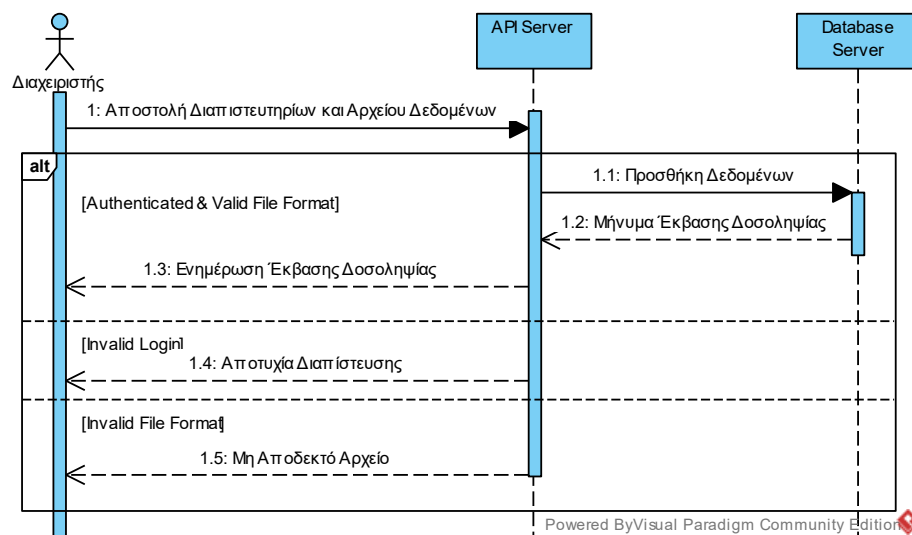 API Server
Database
Server
Διαχειριστής
1: Αποστολή Διαπιστευτηρίων και Αρχείου Δεδομένων
alt
1.1: Προσθήκη Δεδομένων
[Authenticated & Valid File Format]
1.2: Μήνυμα Έκβασης Δοσοληψίας
1.3: Ενημέρωση Έκβασης Δοσοληψίας
[Invalid Login]
1.4: Αποτυχία Διαπίστευσης
[Invalid File Format]
1.5: Μη Αποδεκτό Αρχείο
Powered By Visual Paradigm Community Edition